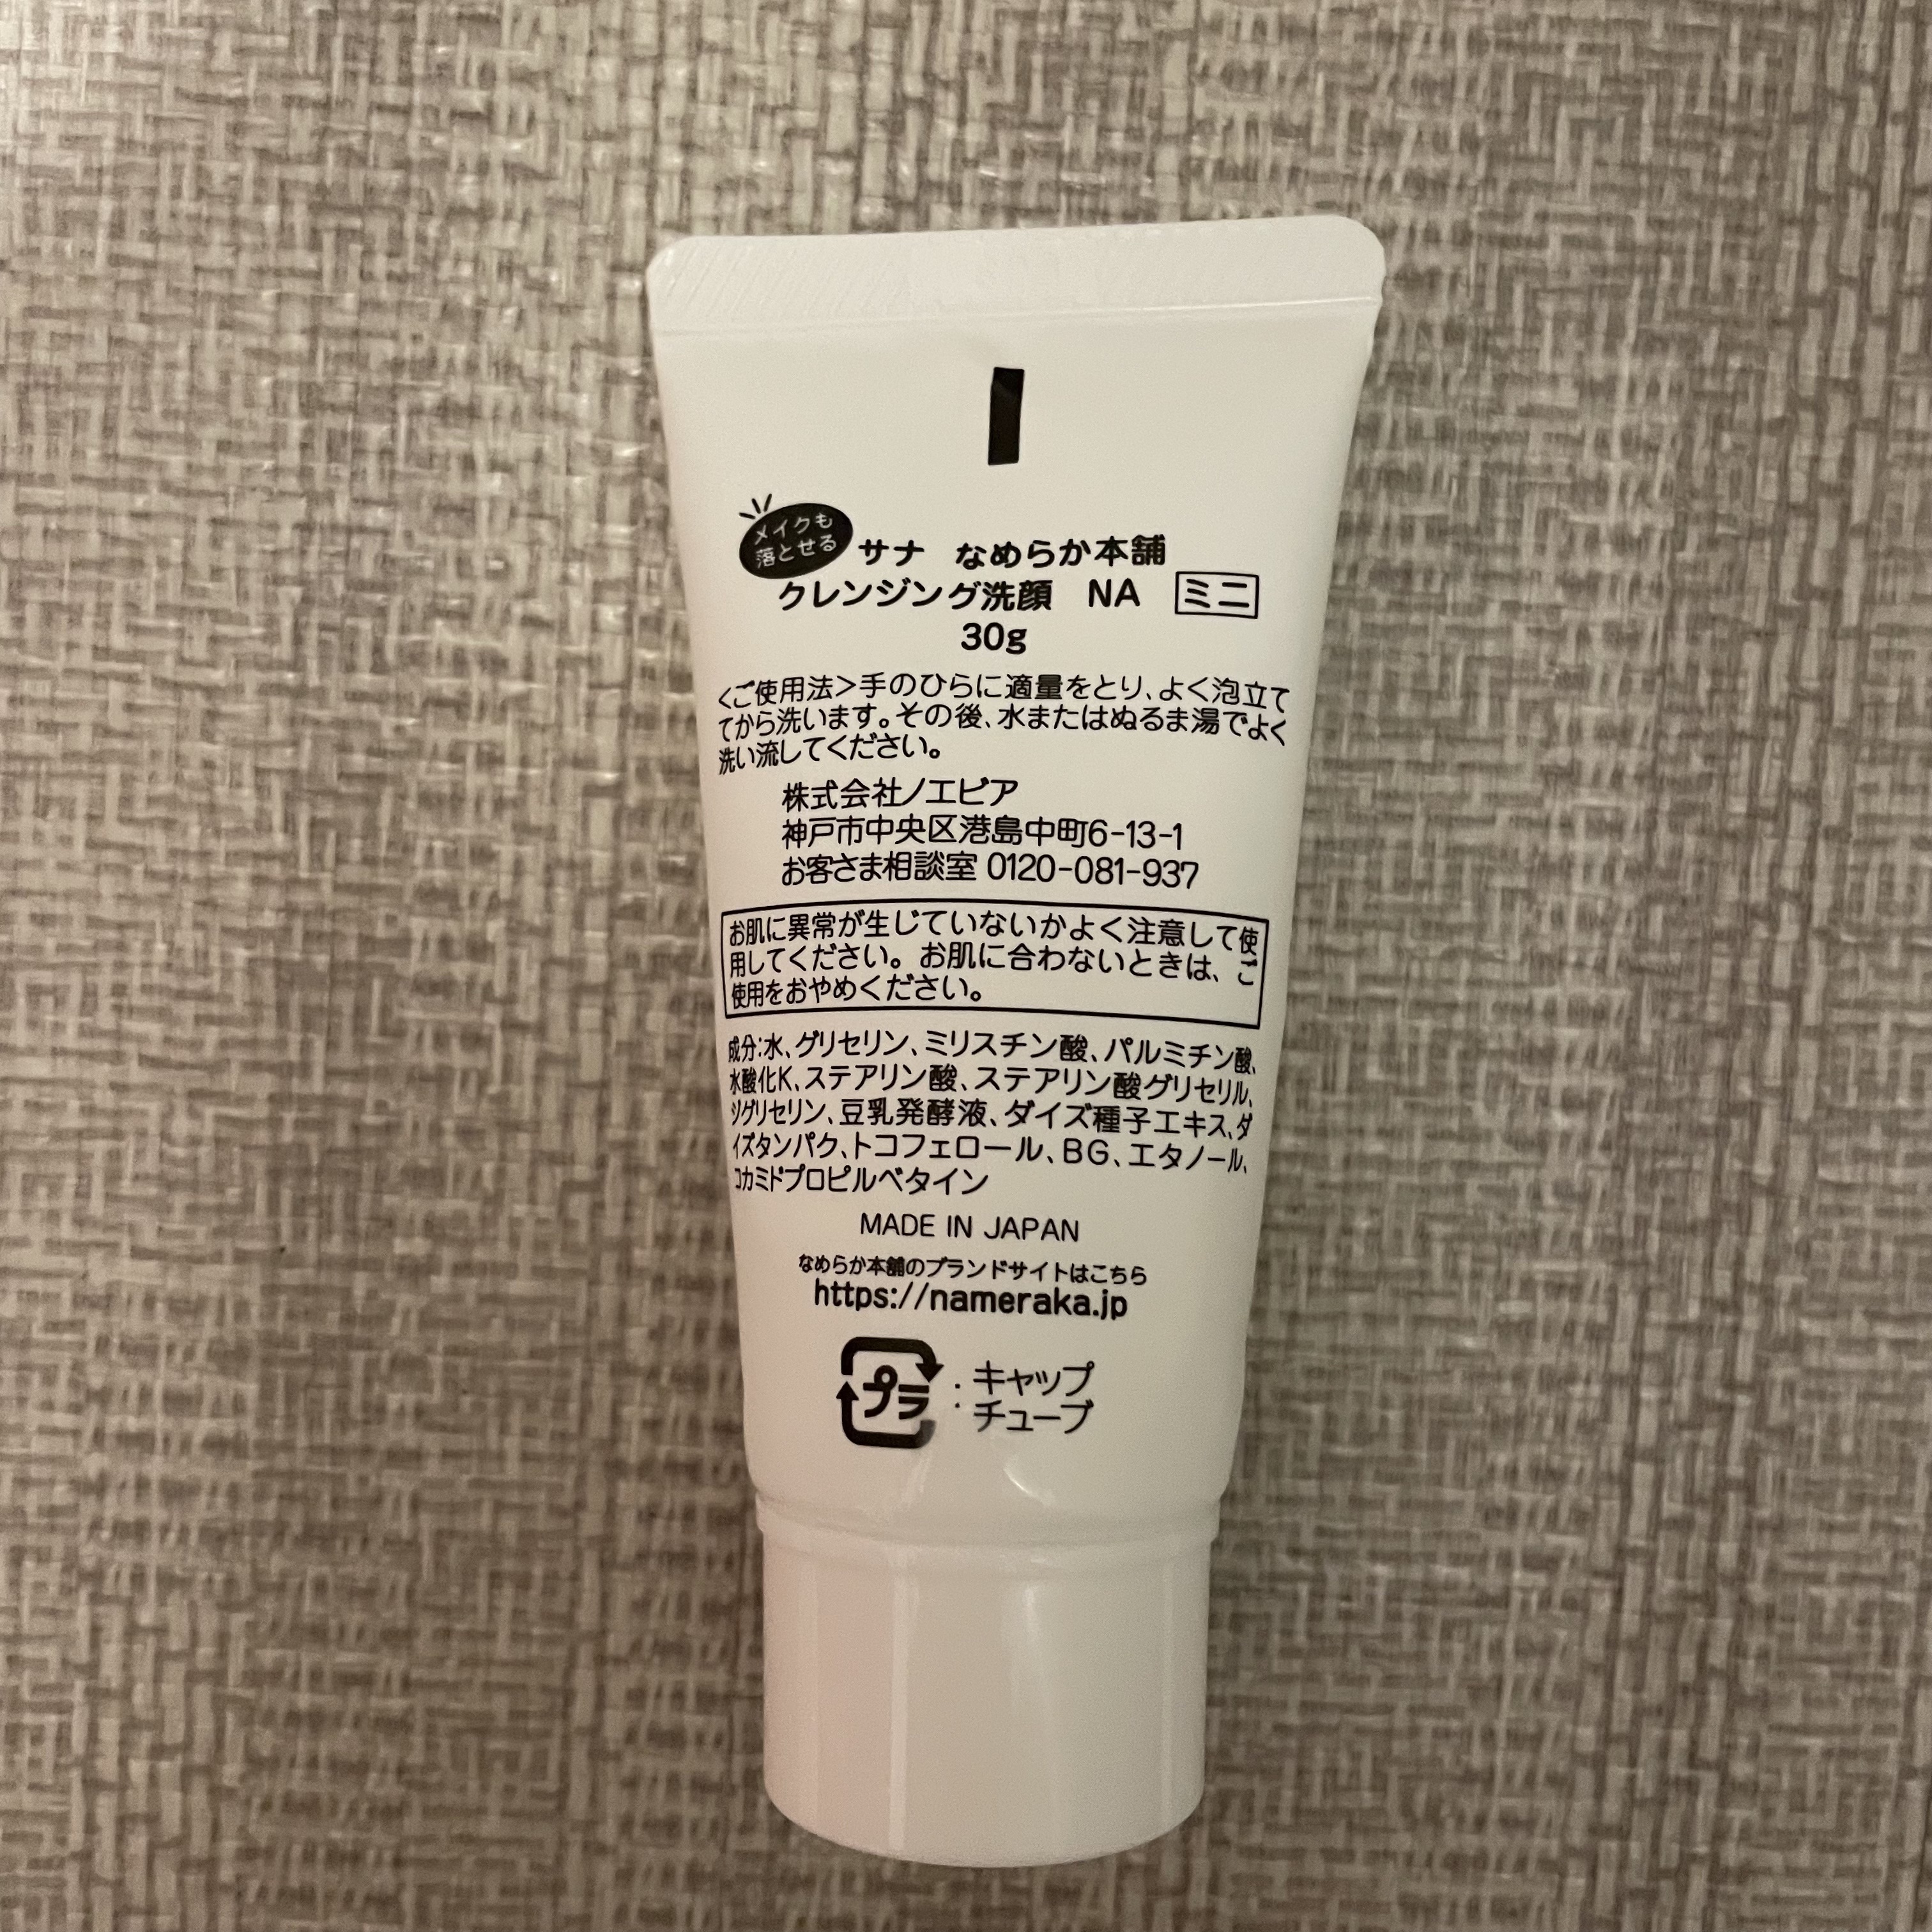 メイクも
落とせる
サナ なめらか本舗
クレンジング洗顔 NA ミニ
30g
<ご使用法>手のひらに適量をとり、よく泡立て
てから洗います。その後、水またはぬるま湯でよく
洗い流してください。
株式会社ノエビア
神戸市中央区港島中町6-13-1
お客さま相談室 0120-081-937
お肌に異常が生じていないかよく注意して使
用してください。お肌に合わないときは、ご
使用をおやめください。
成分:水、グリセリン、ミリスチン酸、パルミチン酸、
水酸化K、ステアリン酸、ステアリン酸グリセリル、
ジグリセリン、豆乳発酵液、ダイズ種子エキス、ダ
イズタンパク、トコフェロール、BG、エタノール、
コカミドプロピルベタイン
MADE IN JAPAN
なめらか本舗のブランドサイトはこちら
https://nameraka.jp
プラ : キャップ
: チューブ